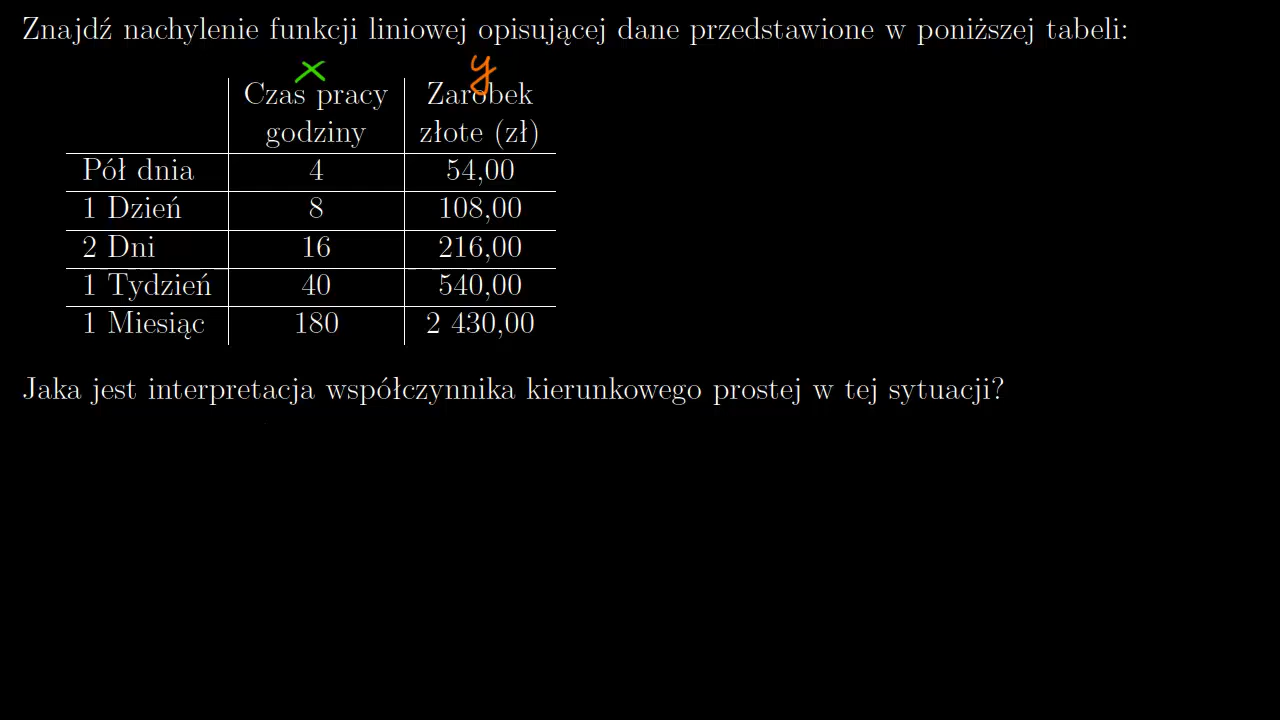 Znajdź nachylenie funkcji liniowej opisującej dane przedstawione w poniższej tabeli:
x y
Czas pracy Zarobek
godziny złote (zł)
Pół dnia 4 54,00
1 Dzień 8 108,00
2 Dni 16 216,00
1 Tydzień 40 540,00
1 Miesiąc 180 2 430,00
Jaka jest interpretacja współczynnika kierunkowego prostej w tej sytuacji?